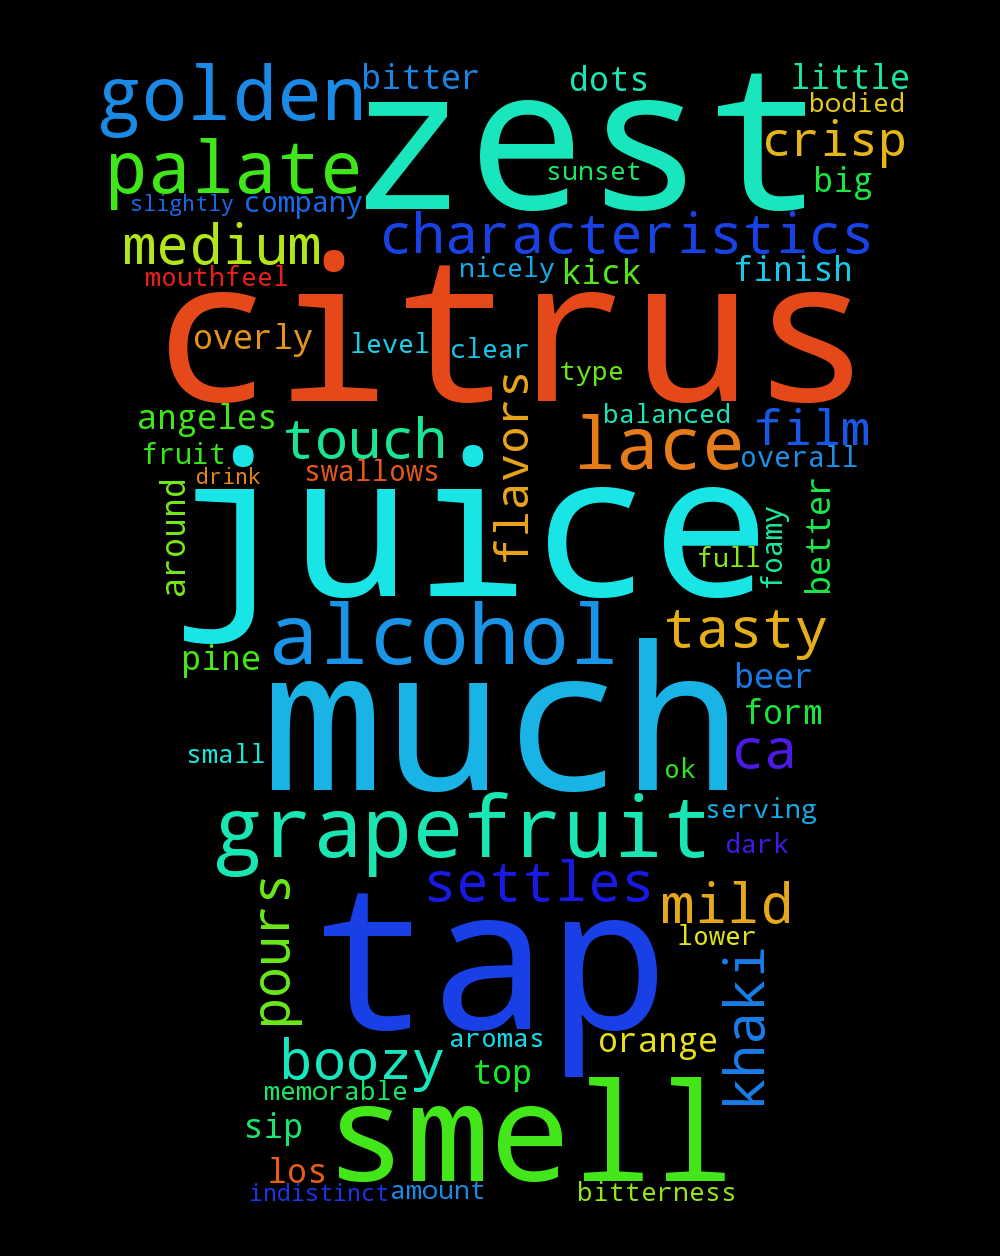 golden
bitter
dots
little
zest
bodied
crisp
palate
sunset
big
slightly
company
characteristics
medium
mouthfeel
nicely
kick
finish
citrus
overly
level
clear
type
flavors
angeles
touch
balanced
lace
film
fruit
swallows
overall
drink
juice
around
full
foamy
better
alcohol
tasty
pine
much
beer
form
small
ca
ok
grapefruit
serving
dark
settles
pours
mild
tap
lower
khaki
aromas
orange
boozy
top
memorable
smell
sip
los
indistinct
amount
bitterness